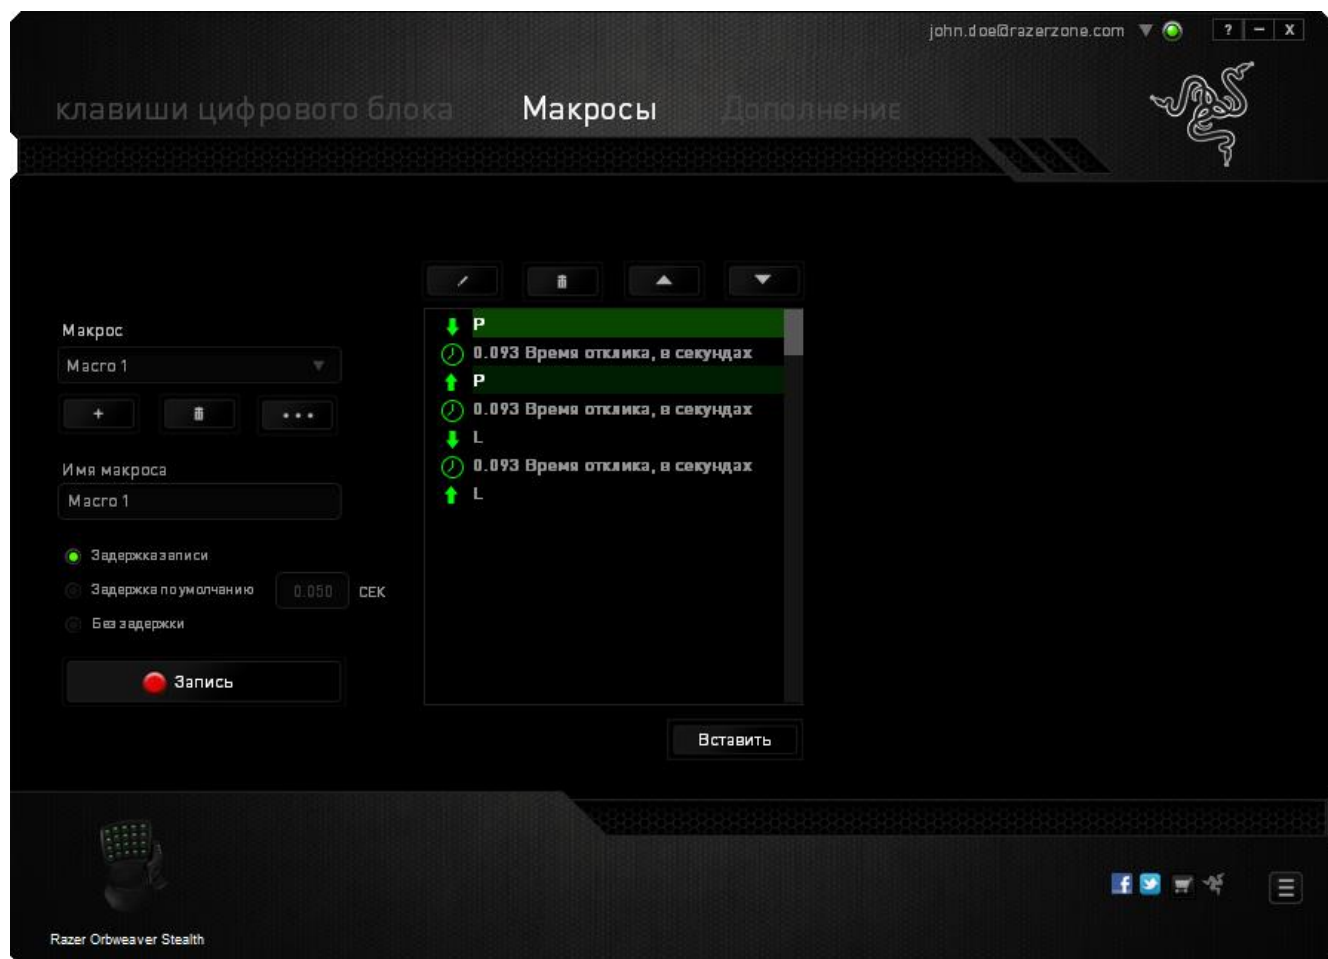 john.doe@razerzone.com
? – X
клавиши цифрового блока Макросы Дополнение
Макрос
Macro 1
Имя макроса
Macro 1
Задержка записи
Задержка по умолчанию 0.050 СЕК
Без задержки
Запись
P
0.093 Время отклика, в секундах
P
0.093 Время отклика, в секундах
L
0.093 Время отклика, в секундах
L
Вставить
Razer Orbweaver Stealth